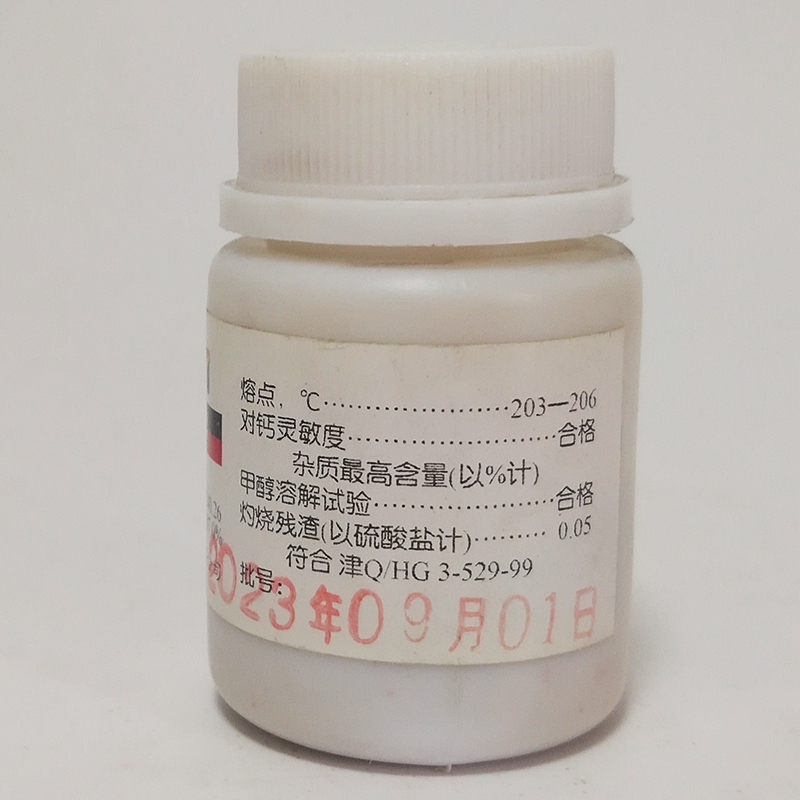 熔点，℃·····················203—206
对钙灵敏度························合格
杂质最高含量(以%计)
甲醇溶解试验·····················合格
灼烧残渣(以硫酸盐计)········· 0.05
符合 津Q/HG 3-529-99
批号:
2023年09月01日